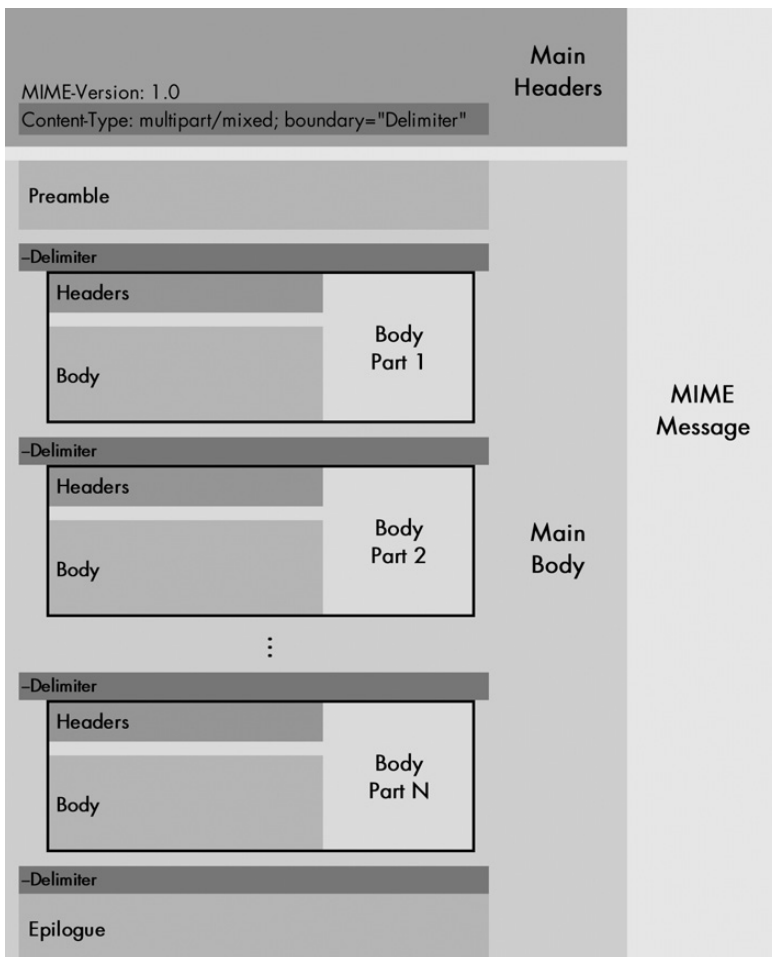 Main
Headers
MIME-Version: 1.0
Content-Type: multipart/mixed; boundary="Delimiter"
Preamble
–Delimiter
Headers
Body
Body
Part 1
–Delimiter
Headers
Body
Body
Part 2
⋮
–Delimiter
Headers
Body
Body
Part N
–Delimiter
Epilogue
Main
Body
MIME
Message